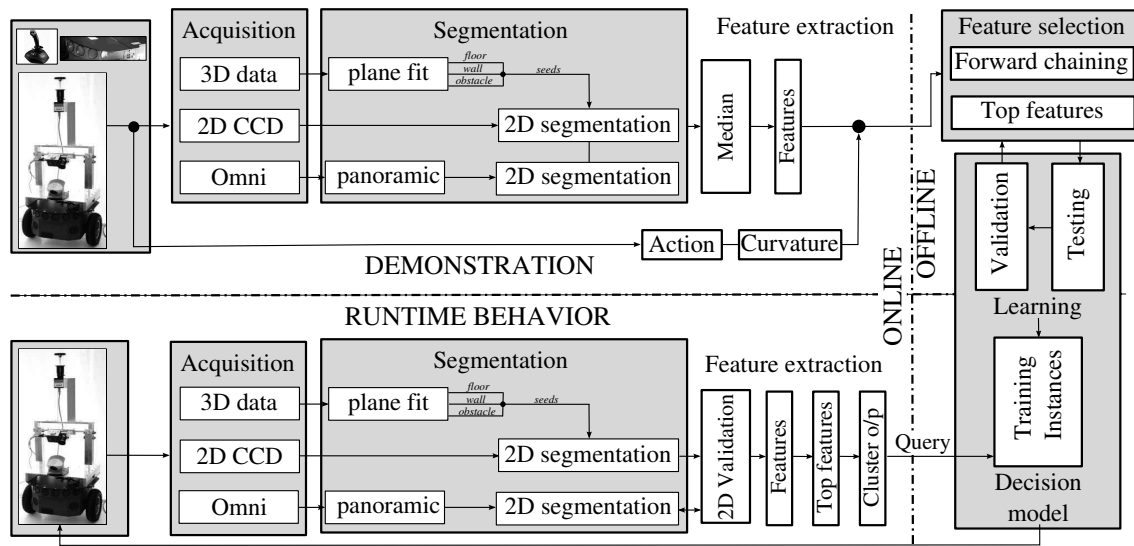 Acquisition
3D data
2D CCD
Omni
Segmentation
plane fit
floor
wall
obstacle
seeds
2D segmentation
panoramic
2D segmentation
Feature extraction
Median
Features
Action
Curvature
DEMONSTRATION
ONLINE
OFFLINE
Feature selection
Forward chaining
Top features
Validation
Testing
Learning
Training
Instances
Decision
model
RUNTIME BEHAVIOR
Acquisition
3D data
2D CCD
Omni
Segmentation
plane fit
floor
wall
obstacle
seeds
2D segmentation
panoramic
2D segmentation
Feature extraction
2D Validation
Features
Top features
Cluster o/p
Query